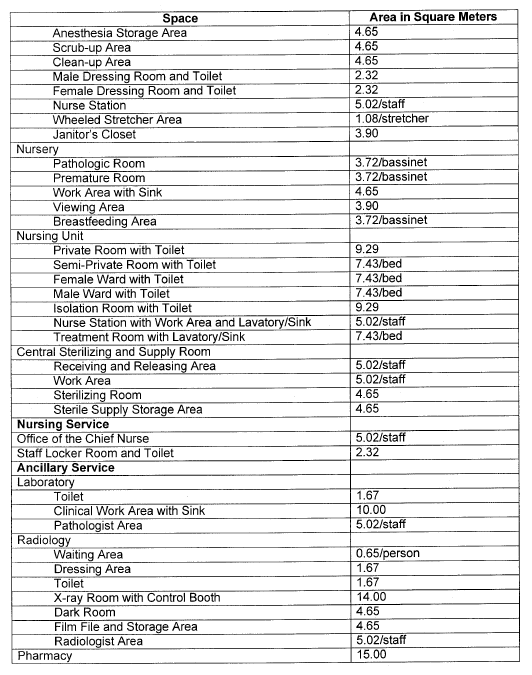 Space Area in Square Meters
Anesthesia Storage Area 4.65
Scrub-up Area 4.65
Clean-up Area 4.65
Male Dressing Room and Toilet 2.32
Female Dressing Room and Toilet 2.32
Nurse Station 5.02/staff
Wheeled Stretcher Area 1.08/stretcher
Janitor's Closet 3.90
Nursery
Pathologic Room 3.72/bassinet
Premature Room 3.72/bassinet
Work Area with Sink 4.65
Viewing Area 3.90
Breastfeeding Area 3.72/bassinet
Nursing Unit
Private Room with Toilet 9.29
Semi-Private Room with Toilet 7.43/bed
Female Ward with Toilet 7.43/bed
Male Ward with Toilet 7.43/bed
Isolation Room with Toilet 9.29
Nurse Station with Work Area and Lavatory/Sink 5.02/staff
Treatment Room with Lavatory/Sink 7.43/bed
Central Sterilizing and Supply Room
Receiving and Releasing Area 5.02/staff
Work Area 5.02/staff
Sterilizing Room 4.65
Sterile Supply Storage Area 4.65
Nursing Service
Office of the Chief Nurse 5.02/staff
Staff Locker Room and Toilet 2.32
Ancillary Service
Laboratory
Toilet 1.67
Clinical Work Area with Sink 10.00
Pathologist Area 5.02/staff
Radiology
Waiting Area 0.65/person
Dressing Area 1.67
Toilet 1.67
X-ray Room with Control Booth 14.00
Dark Room 4.65
Film File and Storage Area 4.65
Radiologist Area 5.02/staff
Pharmacy 15.00